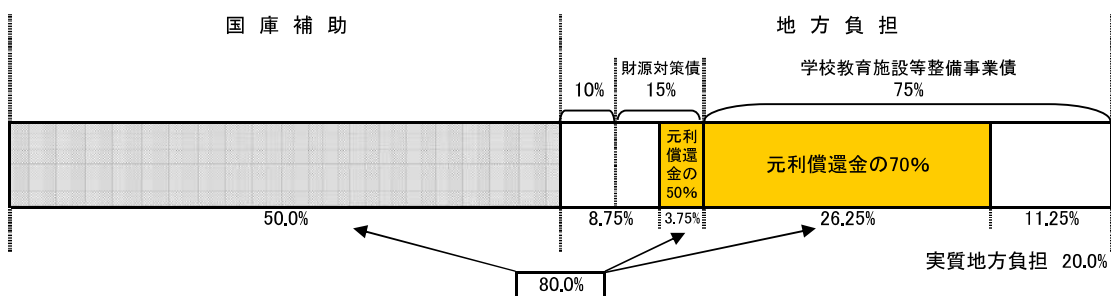 国庫補助
地方負担
財源対策債
学校教育施設等整備事業債
10%
15%
75%
元利
償還
金の
50%
元利償還金の70%
50.0%
8.75%
3.75%
26.25%
11.25%
実質地方負担 20.0%
80.0%